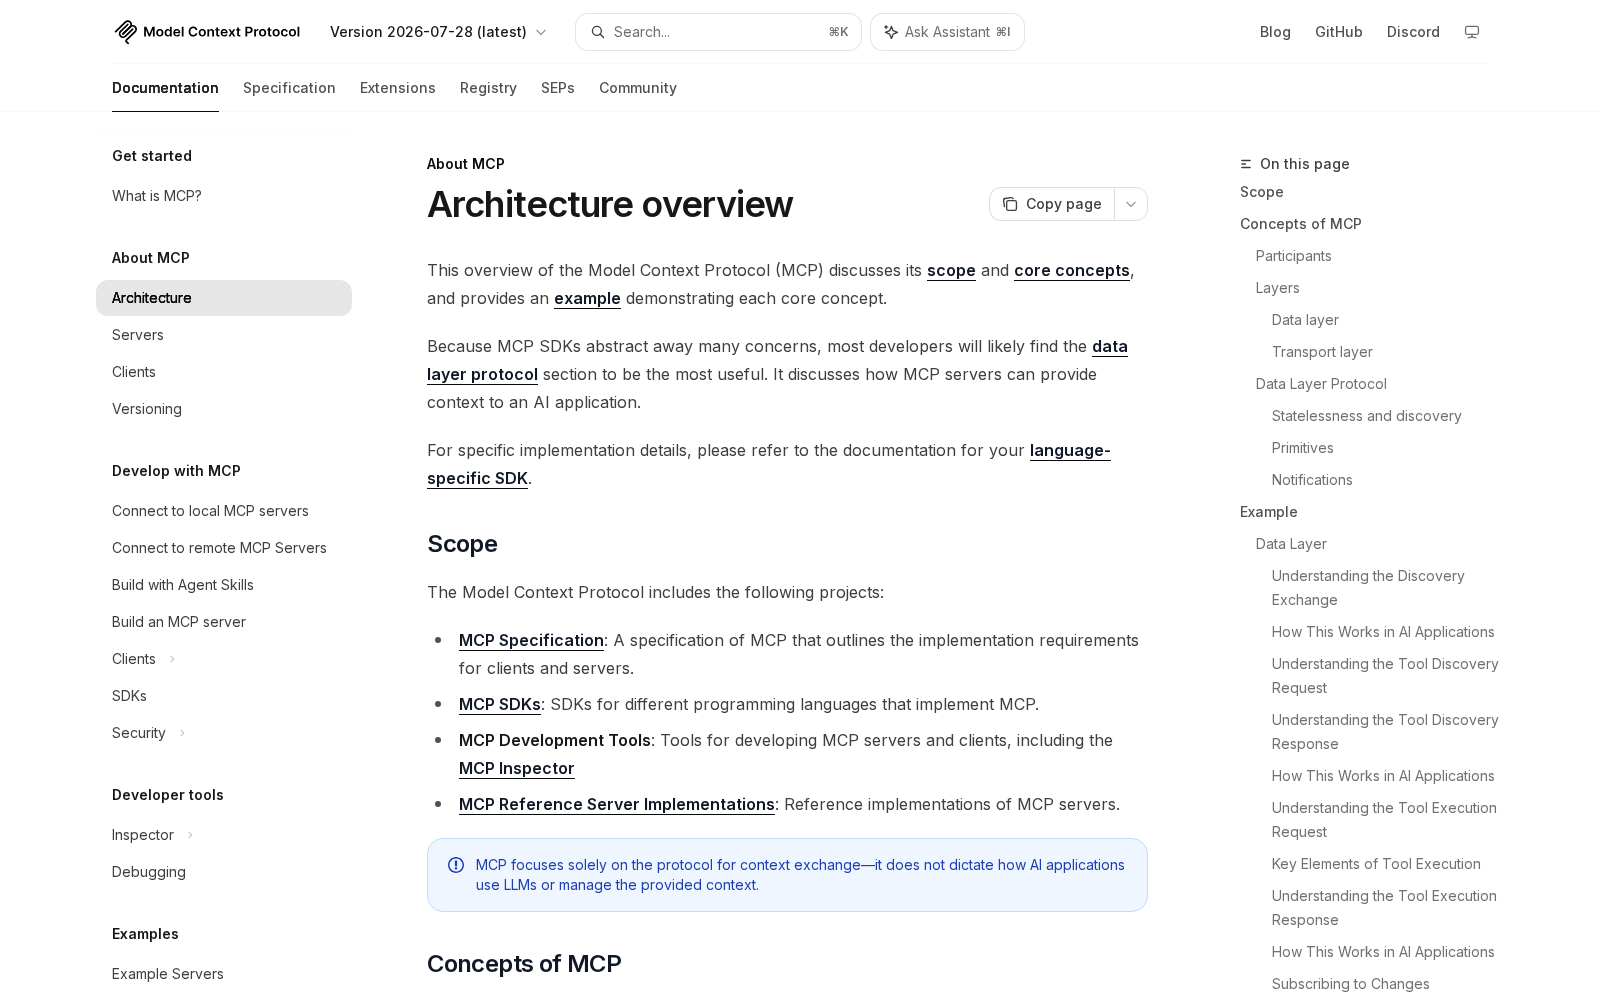 Model Context Protocol
Version 2026-07-28 (latest)
Search...
⌘K
Ask Assistant ⌘I
Blog
GitHub
Discord
Documentation
Specification
Extensions
Registry
SEPs
Community
Get started
What is MCP?
About MCP
Architecture
Servers
Clients
Versioning
Develop with MCP
Connect to local MCP servers
Connect to remote MCP Servers
Build with Agent Skills
Build an MCP server
Clients
SDKs
Security
Developer tools
Inspector
Debugging
Examples
Example Servers
About MCP
Architecture overview
Copy page
This overview of the Model Context Protocol (MCP) discusses its scope and core concepts,
and provides an example demonstrating each core concept.
Because MCP SDKs abstract away many concerns, most developers will likely find the data
layer protocol section to be the most useful. It discusses how MCP servers can provide
context to an AI application.
For specific implementation details, please refer to the documentation for your language-
specific SDK.
Scope
The Model Context Protocol includes the following projects:
MCP Specification: A specification of MCP that outlines the implementation requirements
for clients and servers.
MCP SDKs: SDKs for different programming languages that implement MCP.
MCP Development Tools: Tools for developing MCP servers and clients, including the
MCP Inspector
MCP Reference Server Implementations: Reference implementations of MCP servers.
MCP focuses solely on the protocol for context exchange—it does not dictate how AI applications
use LLMs or manage the provided context.
Concepts of MCP
On this page
Scope
Concepts of MCP
Participants
Layers
Data layer
Transport layer
Data Layer Protocol
Statelessness and discovery
Primitives
Notifications
Example
Data Layer
Understanding the Discovery
Exchange
How This Works in AI Applications
Understanding the Tool Discovery
Request
Understanding the Tool Discovery
Response
How This Works in AI Applications
Understanding the Tool Execution
Request
Key Elements of Tool Execution
Understanding the Tool Execution
Response
How This Works in AI Applications
Subscribing to Changes